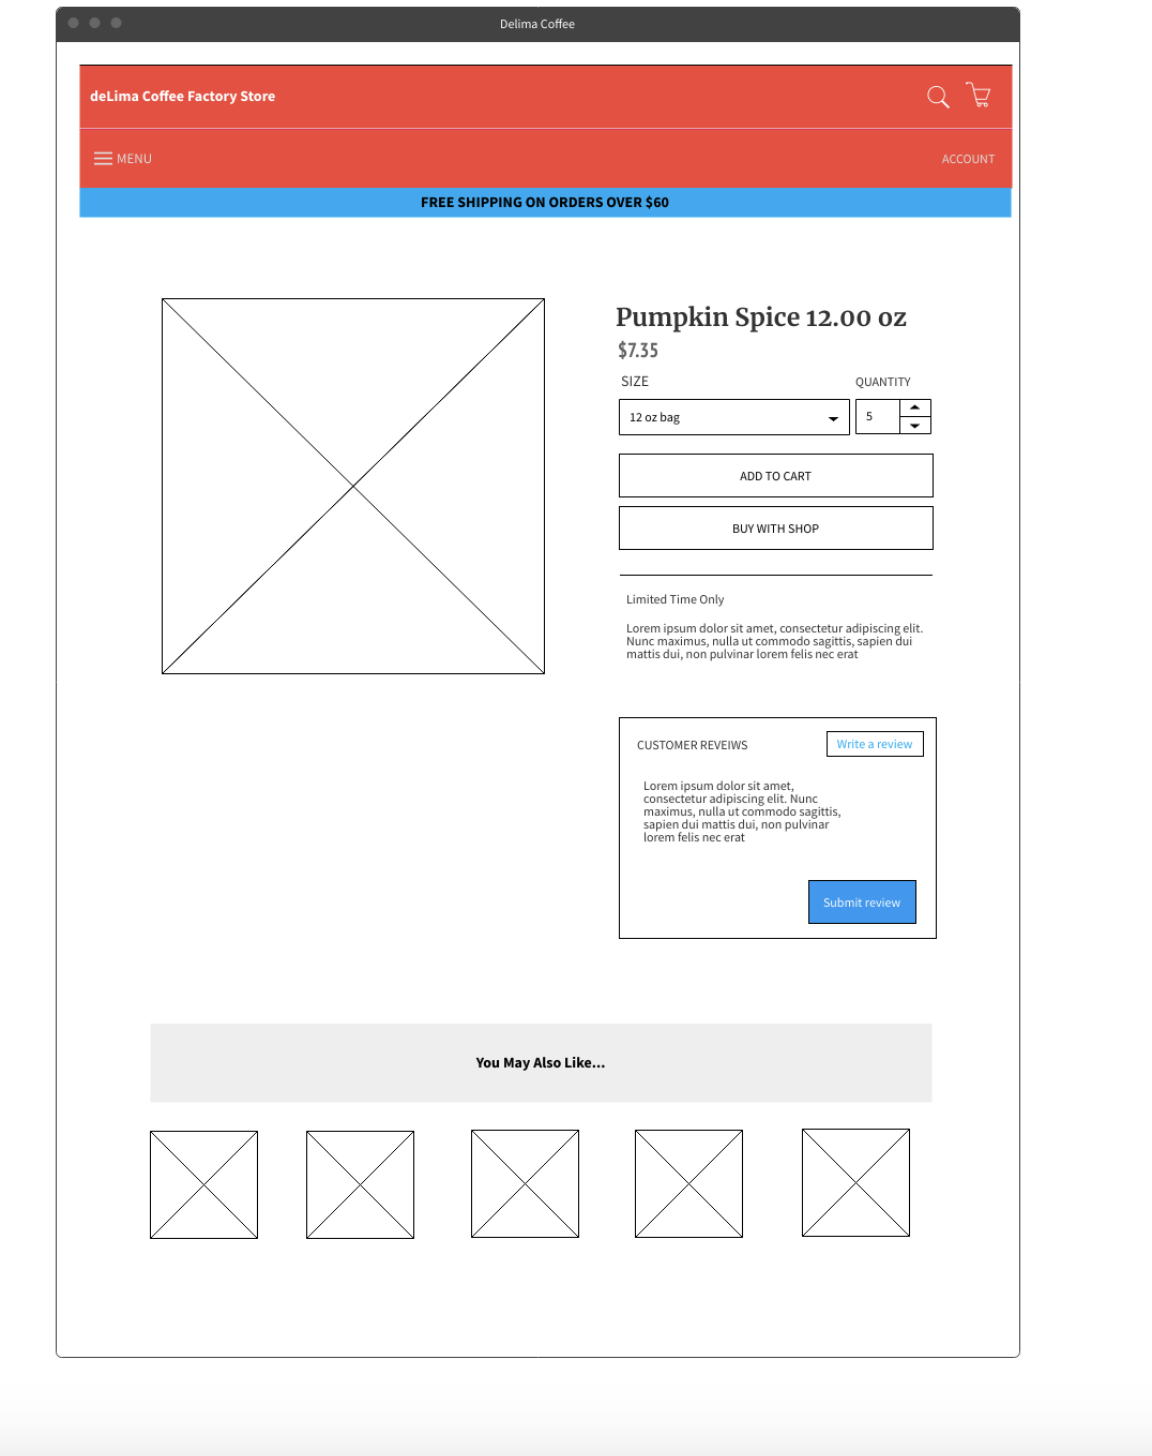 Delima Coffee
deLima Coffee Factory Store
MENU
ACCOUNT
FREE SHIPPING ON ORDERS OVER $60
Pumpkin Spice 12.00 oz
$7.35
SIZE
QUANTITY
12 oz bag
5
ADD TO CART
BUY WITH SHOP
Limited Time Only
Lorem ipsum dolor sit amet, consectetur adipiscing elit.
Nunc maximus, nulla ut commodo sagittis, sapien dui
mattis dui, non pulvinar lorem felis nec erat
CUSTOMER REVEIWS
Write a review
Lorem ipsum dolor sit amet,
consectetur adipiscing elit. Nunc
maximus, nulla ut commodo sagittis,
sapien dui mattis dui, non pulvinar
lorem felis nec erat
Submit review
You May Also Like...